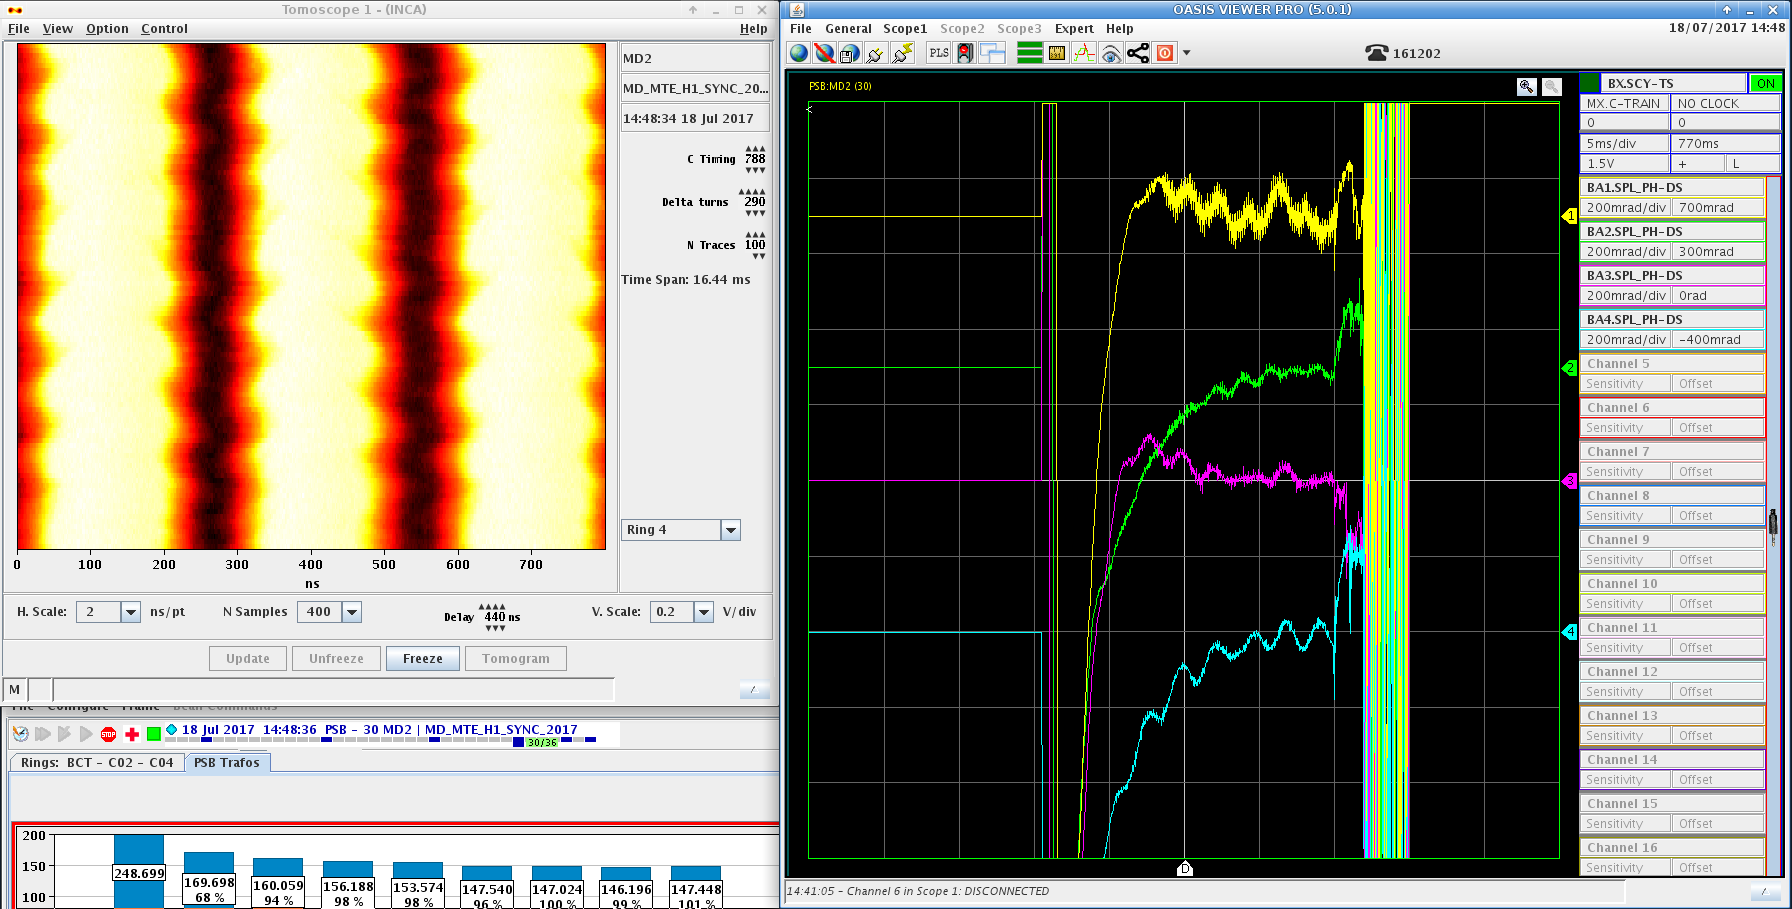 Tomoscope 1 - (INCA)
File View Option Control Help
MD2
MD_MTE_H1_SYNC_20...
14:48:34 18 Jul 2017
C Timing 788
Delta turns 290
N Traces 100
Time Span: 16.44 ms
Ring 4
0 100 200 300 400 500 600 700
ns
H. Scale: 2 ns/pt N Samples 400 Delay 440 ns V. Scale: 0.2 V/div
Update Unfreeze Freeze Tomogram
M
18 Jul 2017 14:48:36 PSB - 30 MD2 | MD_MTE_H1_SYNC_2017
STOP
30/36
Rings: BCT - C02 - C04 PSB Trafos
200
150
100
248.699
169.698
68 %
160.059
94 %
156.188
98 %
153.574
98 %
147.540
96 %
147.024
100 %
146.196
99 %
147.448
101 %
OASIS VIEWER PRO (5.0.1)
File General Scope1 Scope2 Scope3 Expert Help
18/07/2017 14:48
PLS
161202
PSB:MD2 (30)
1
2
3
4
D
BX.SCY-TS ON
MX.C-TRAIN NO CLOCK
0 0
5ms/div 770ms
1.5V + L
BA1.SPL_PH-DS
200mrad/div 700mrad
BA2.SPL_PH-DS
200mrad/div 300mrad
BA3.SPL_PH-DS
200mrad/div 0rad
BA4.SPL_PH-DS
200mrad/div -400mrad
Channel 5
Sensitivity Offset
Channel 6
Sensitivity Offset
Channel 7
Sensitivity Offset
Channel 8
Sensitivity Offset
Channel 9
Sensitivity Offset
Channel 10
Sensitivity Offset
Channel 11
Sensitivity Offset
Channel 12
Sensitivity Offset
Channel 13
Sensitivity Offset
Channel 14
Sensitivity Offset
Channel 15
Sensitivity Offset
Channel 16
Sensitivity Offset
14:41:05 - Channel 6 in Scope 1: DISCONNECTED